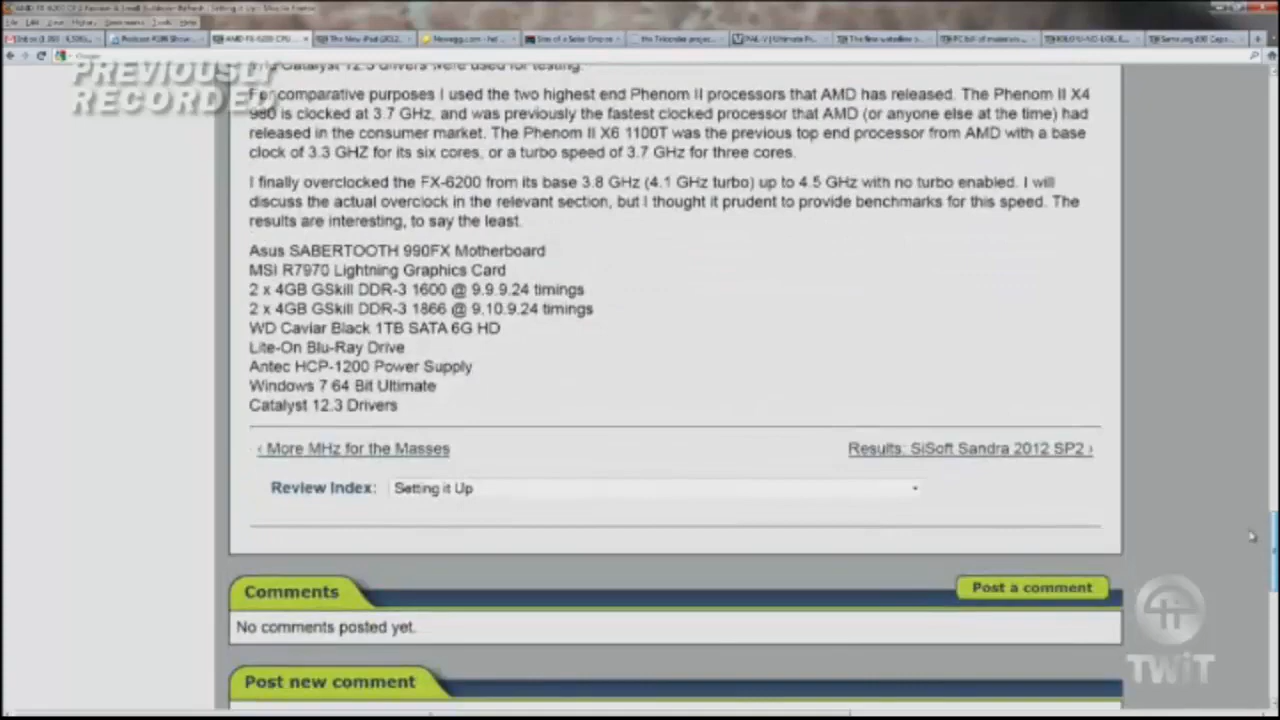 Catalyst 12.3 drivers were used for testing.
PREVIOUSLY
RECORDED
For comparative purposes I used the two highest end Phenom II processors that AMD has released. The Phenom II X4
980 is clocked at 3.7 GHz, and was previously the fastest clocked processor that AMD (or anyone else at the time) had
released in the consumer market. The Phenom II X6 1100T was the previous top end processor from AMD with a base
clock of 3.3 GHZ for its six cores, or a turbo speed of 3.7 GHz for three cores.
I finally overclocked the FX-6200 from its base 3.8 GHz (4.1 GHz turbo) up to 4.5 GHz with no turbo enabled. I will
discuss the actual overclock in the relevant section, but I thought it prudent to provide benchmarks for this speed. The
results are interesting, to say the least.
Asus SABERTOOTH 990FX Motherboard
MSI R7970 Lightning Graphics Card
2 x 4GB GSkill DDR-3 1600 @ 9.9.9.24 timings
2 x 4GB GSkill DDR-3 1866 @ 9.10.9.24 timings
WD Caviar Black 1TB SATA 6G HD
Lite-On Blu-Ray Drive
Antec HCP-1200 Power Supply
Windows 7 64 Bit Ultimate
Catalyst 12.3 Drivers
‹ More MHz for the Masses
Results: SiSoft Sandra 2012 SP2 ›
Review Index: Setting it Up
Comments
Post a comment
No comments posted yet.
TWiT
Post new comment